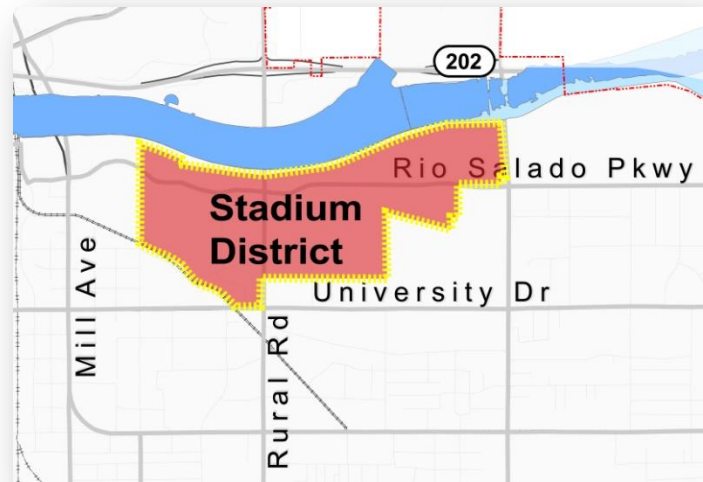 202
Rio Salado Pkwy
Stadium
District
University Dr
Mill Ave
Rural Rd